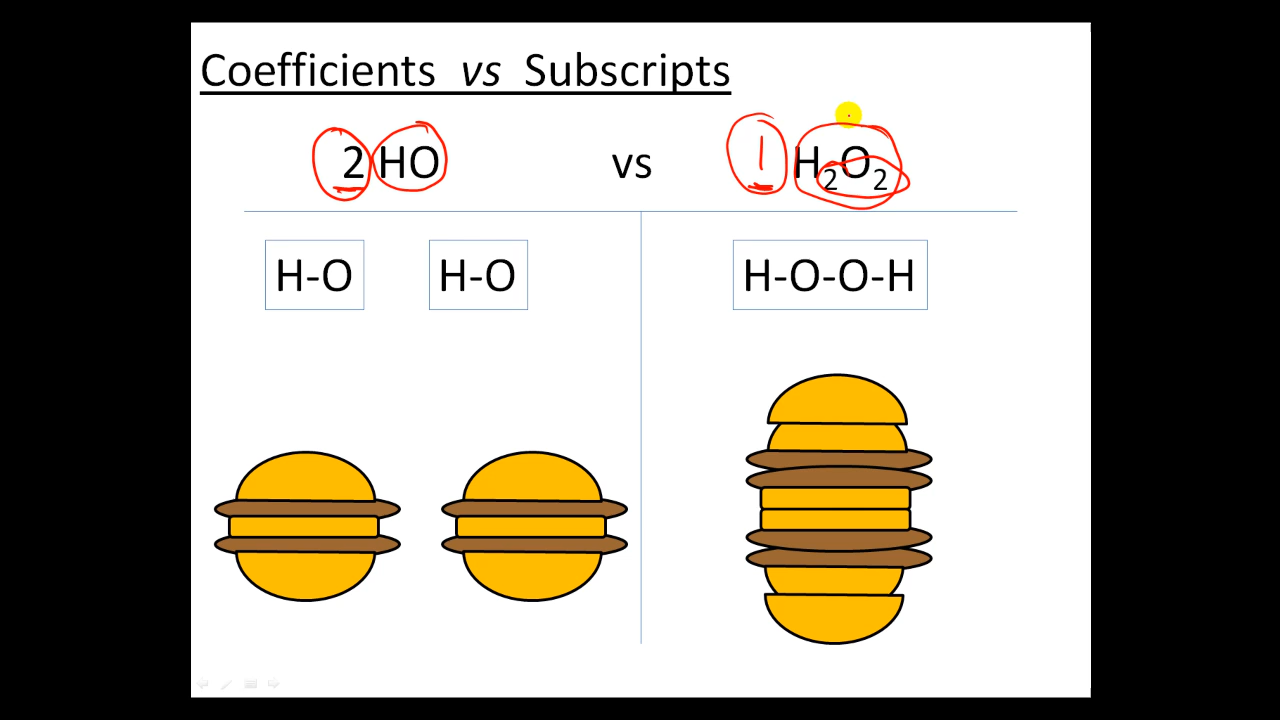 Coefficients vs Subscripts
2 HO vs 1 H₂O₂
H-O H-O H-O-O-H